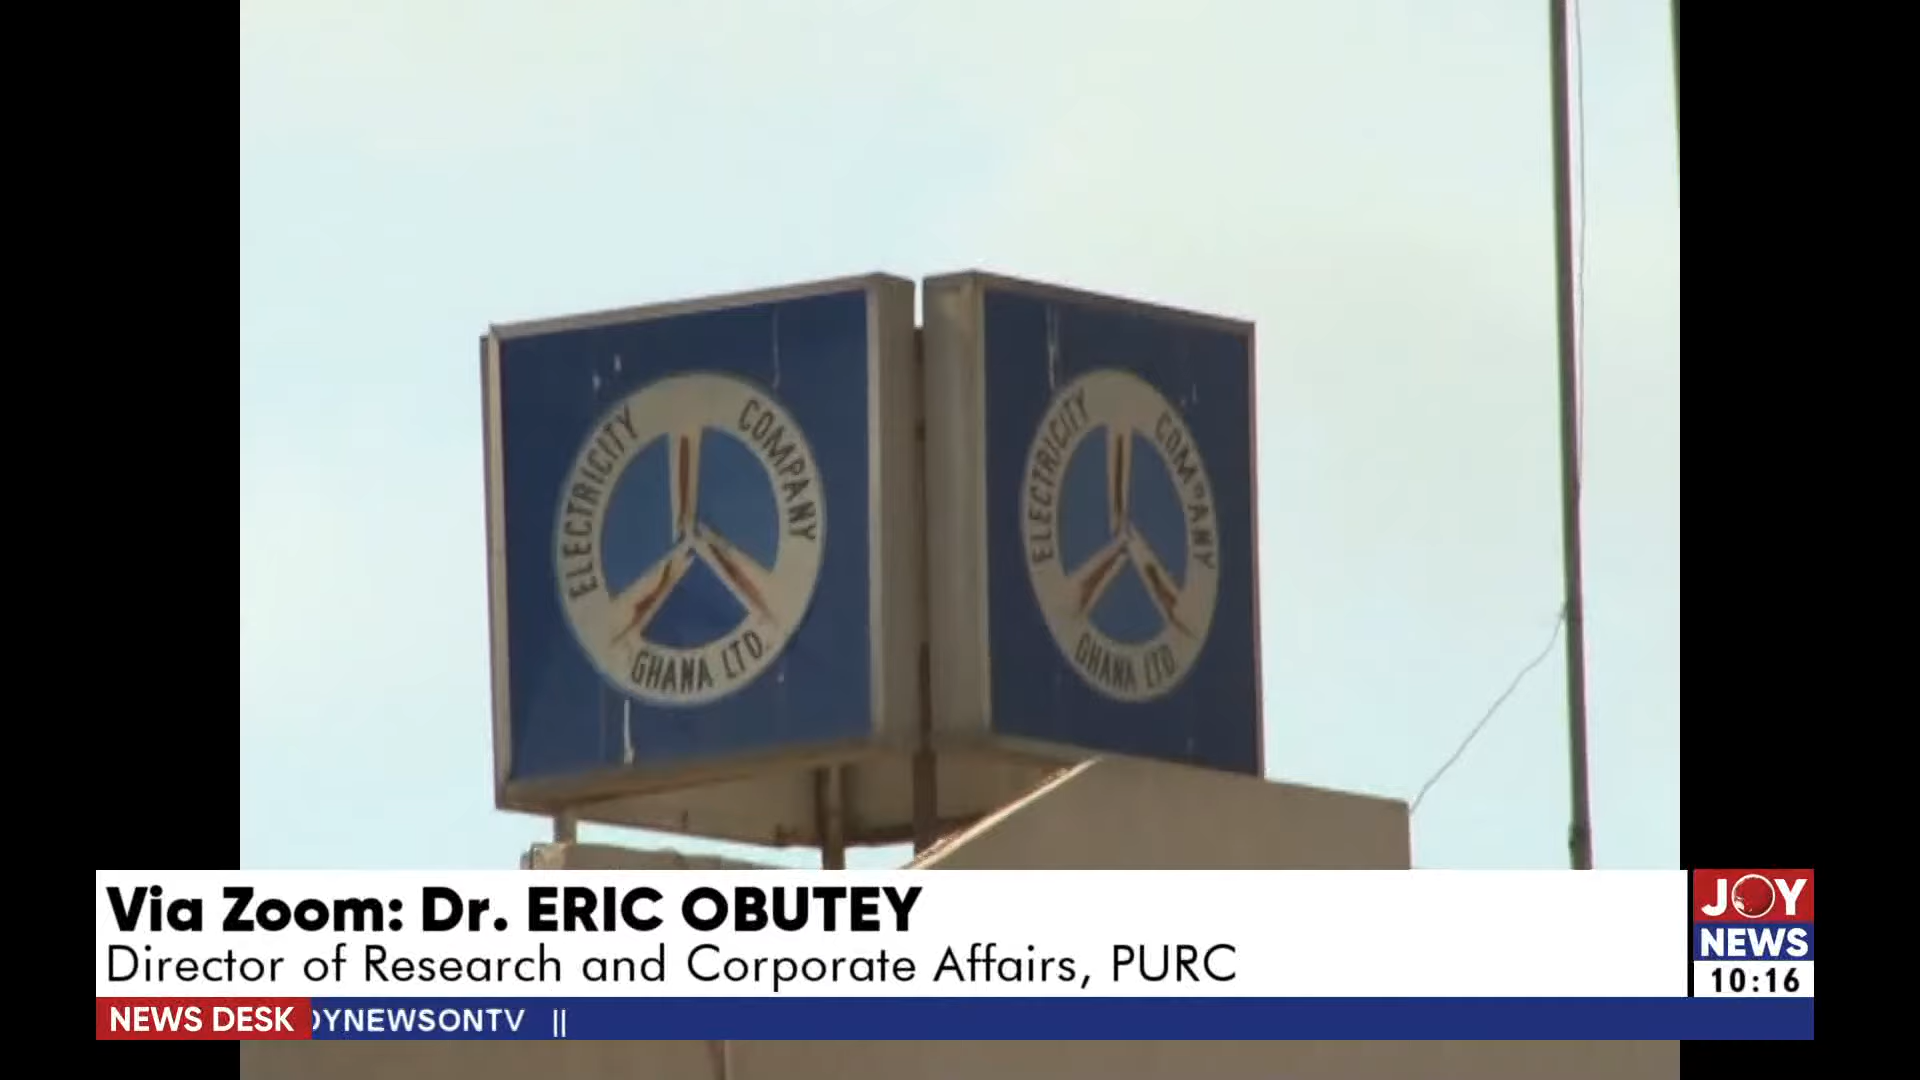 ELECTRICITY COMPANY
GHANA LTD.
ELECTRICITY COMPANY
GHANA LTD.
Via Zoom: Dr. ERIC OBUTEY
Director of Research and Corporate Affairs, PURC
JOY
NEWS
10:16
NEWS DESK
OYNEWSONTV ||